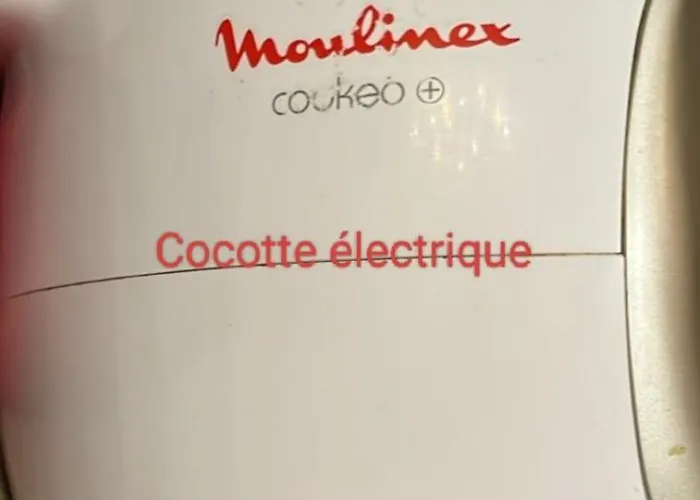 Moulinex
cookeo ⊕
Cocotte électrique